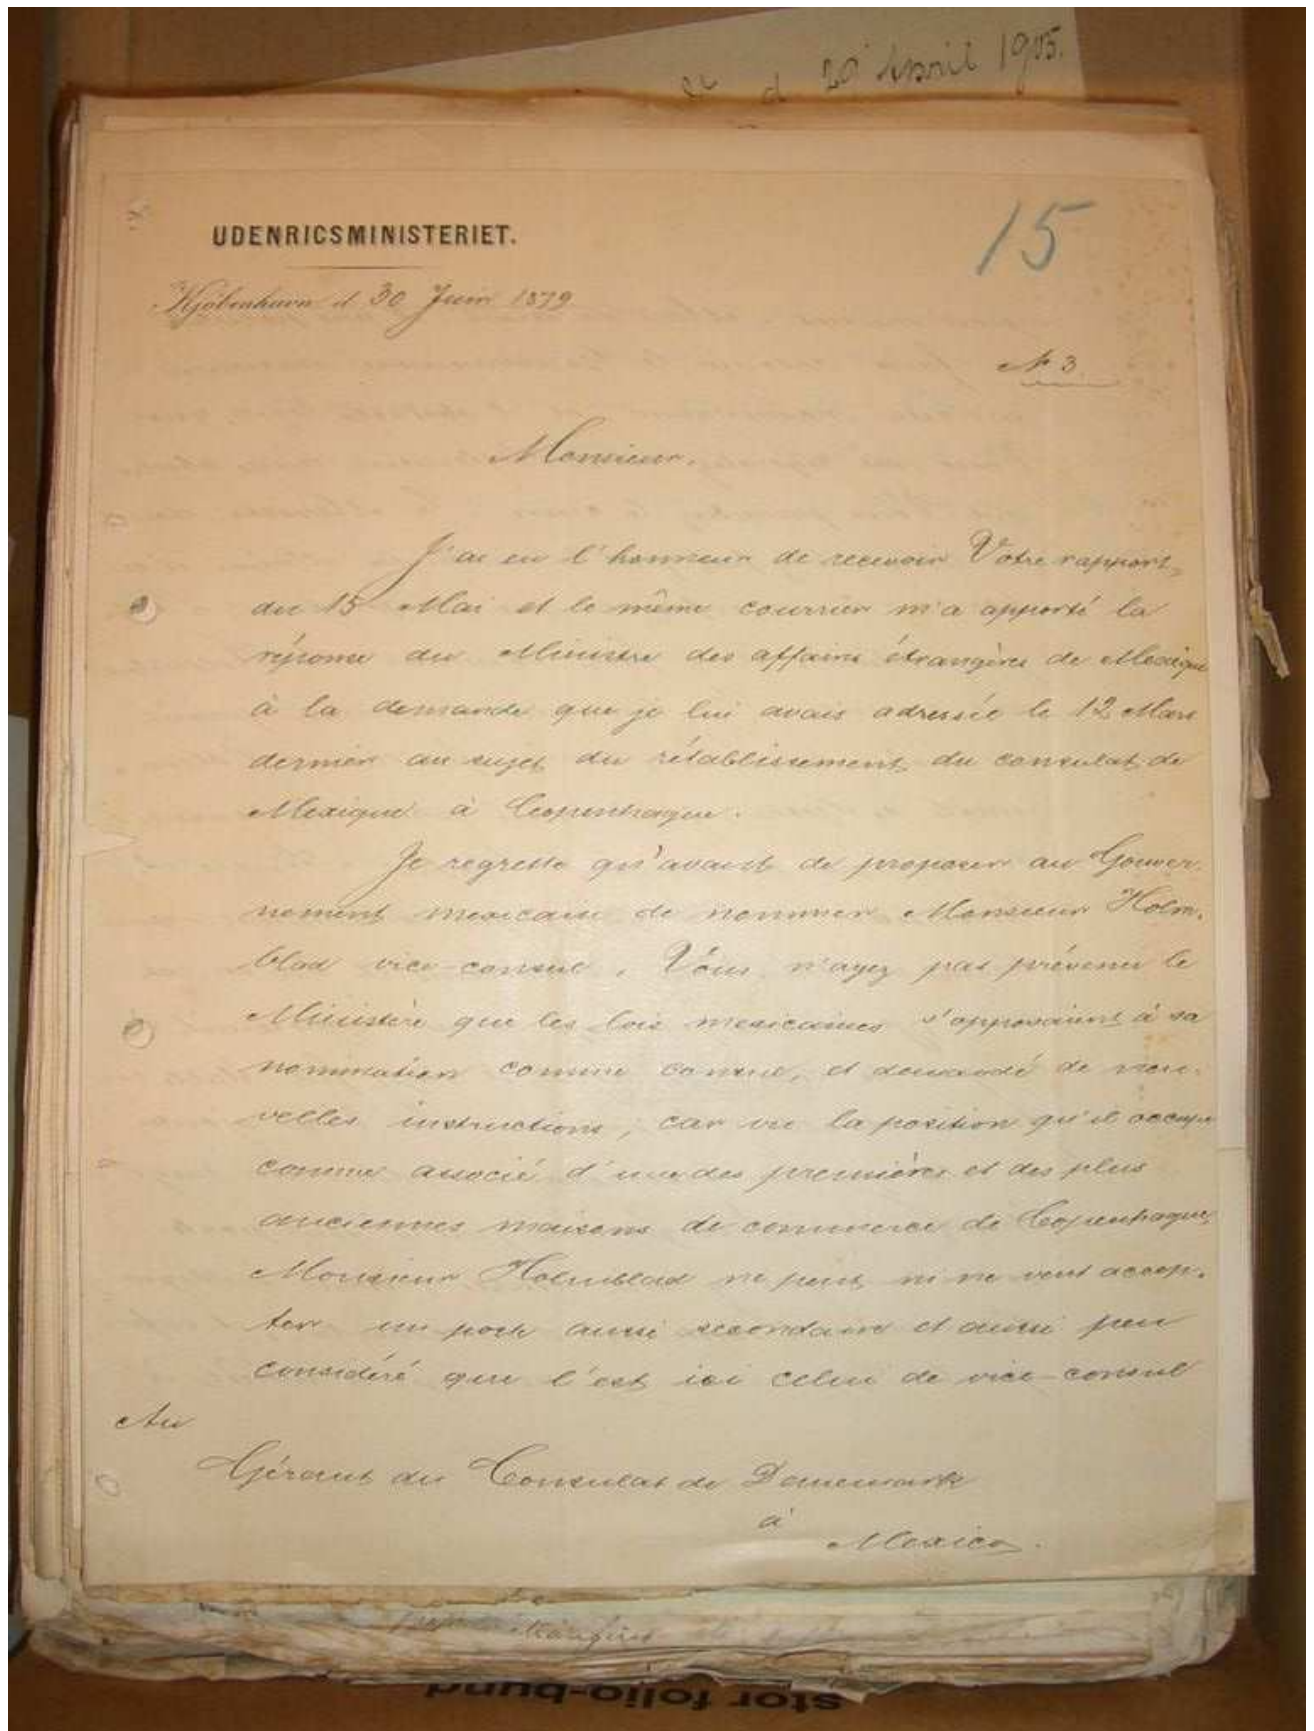 d 20 April 1905.
15
UDENRIGSMINISTERIET.
Kjöbenhavn d 30 Juin 1879
No 3.
Monsieur,
J'ai eu l'honneur de recevoir Votre rapport
du 15 Mai et le même courrier m'a apporté la
réponse du Ministre des affaires étrangères de Mexique
à la demande que je lui avais adressée le 12 Mars
dernier au sujet du rétablissement du consulat de
Mexique à Copenhague.
Je regrette qu'avant de proposer au Gouver-
nement mexicain de nommer Monsieur Holm-
blad vice-consul, Vous n'ayez pas prévenu le
Ministère que les lois mexicaines s'opposaient à sa
nomination comme consul, et demandé de nou-
velles instructions, car vu la position qu'il occupe
comme associé d'une des premières et des plus
anciennes maisons de commerce de Copenhague,
Monsieur Holmblad ne peut ni ne veut accep-
ter un poste aussi secondaire et aussi peu
considéré que l'est ici celui de vice-consul
Au
Gérant du Consulat de Danemark
à
Mexico.
stor folio-bund